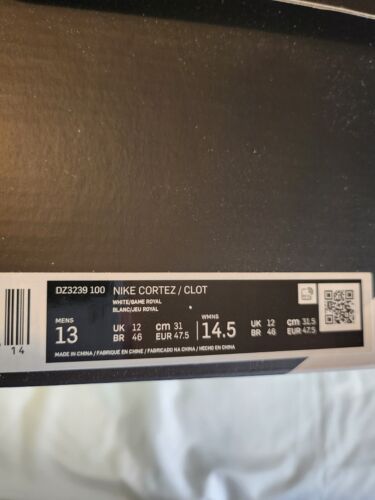 DZ3239 100 NIKE CORTEZ / CLOT
WHITE/GAME ROYAL
BLANC/JEU ROYAL
MENS
13
UK 12 cm 31
BR 46 EUR 47.5
WMNS
14.5
UK 12 cm 31.5
BR 46 EUR 47.5
MADE IN CHINA / FABRIQUE EN CHINE / FABRICADO NA CHINA / HECHO EN CHINA
14